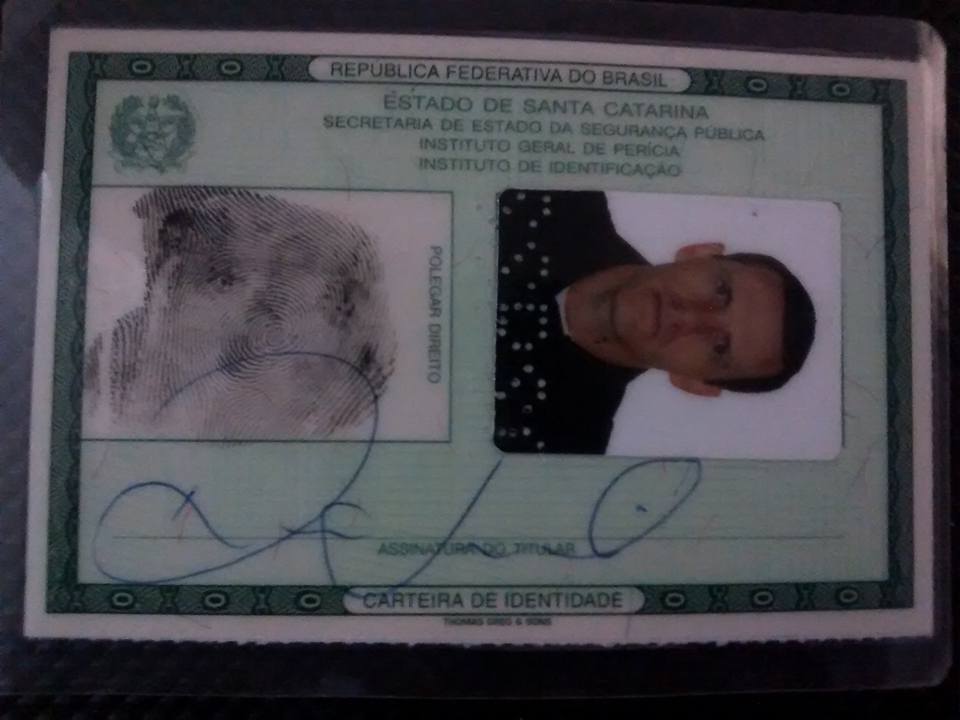 REPÚBLICA FEDERATIVA DO BRASIL
ESTADO DE SANTA CATARINA
SECRETARIA DE ESTADO DA SEGURANÇA PÚBLICA
INSTITUTO GERAL DE PERÍCIA
INSTITUTO DE IDENTIFICAÇÃO
POLEGAR DIREITO
ASSINATURA DO TITULAR
CARTEIRA DE IDENTIDADE
THOMAS GREG & SONS